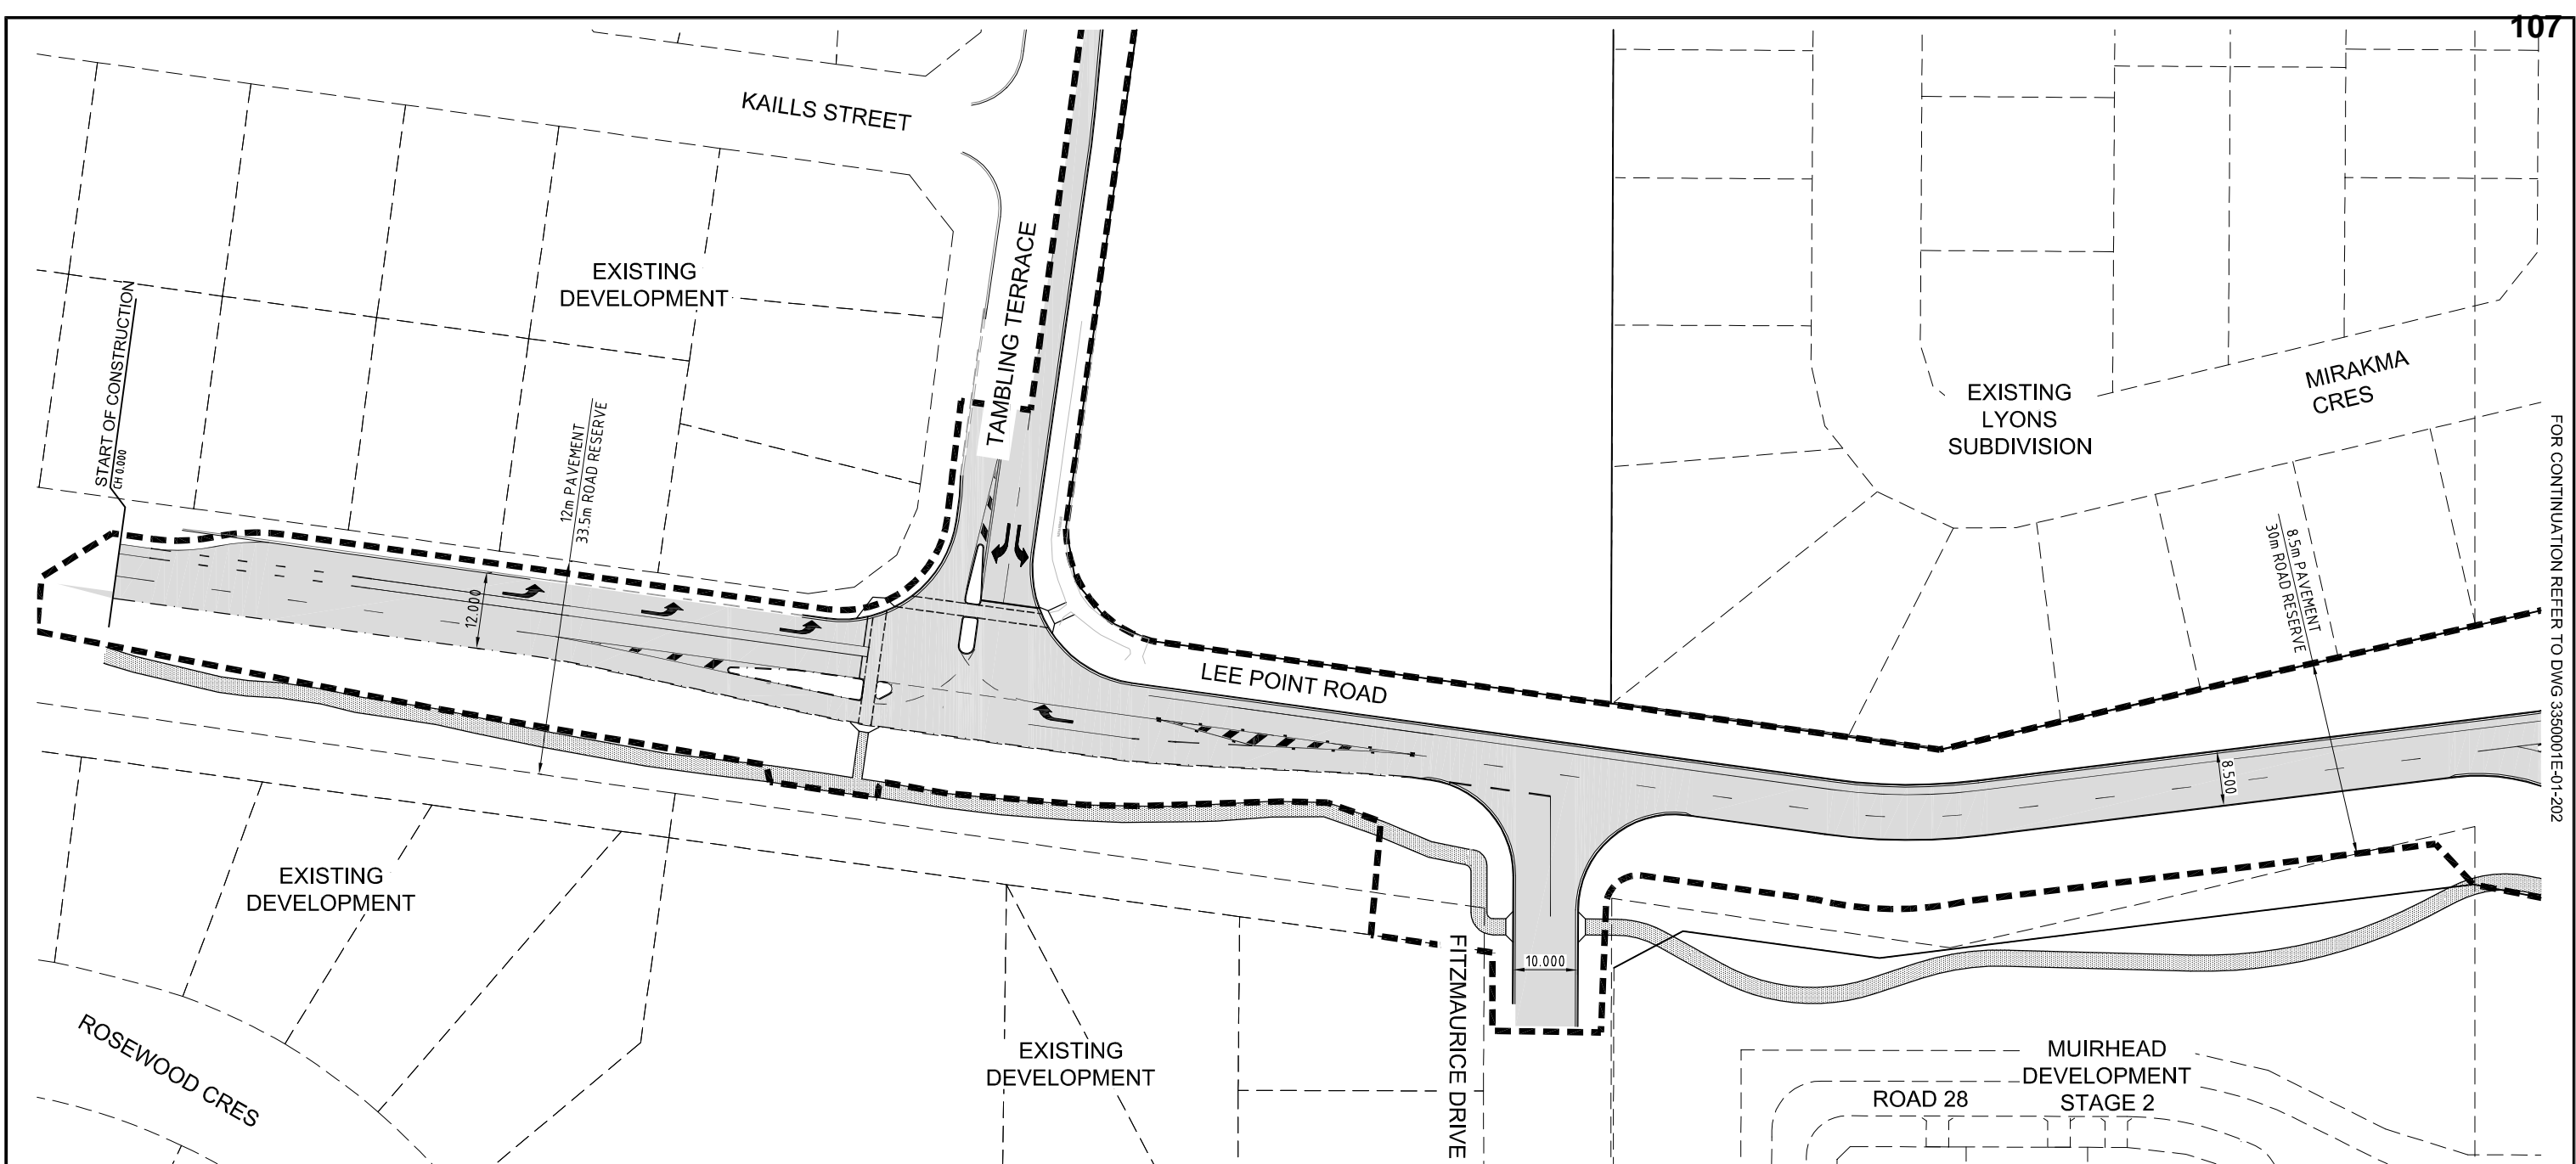 107
KAILLS STREET
TAMBLING TERRACE
EXISTING
DEVELOPMENT
START OF CONSTRUCTION
CH 0.000
12m PAVEMENT
33.5m ROAD RESERVE
12.000
LEE POINT ROAD
EXISTING
LYONS
SUBDIVISION
MIRAKMA
CRES
8.5m PAVEMENT
30m ROAD RESERVE
8.500
FOR CONTINUATION REFER TO DWG 3350001E-01-202
EXISTING
DEVELOPMENT
ROSEWOOD CRES
EXISTING
DEVELOPMENT
FITZMAURICE DRIVE
10.000
MUIRHEAD
DEVELOPMENT
STAGE 2
ROAD 28